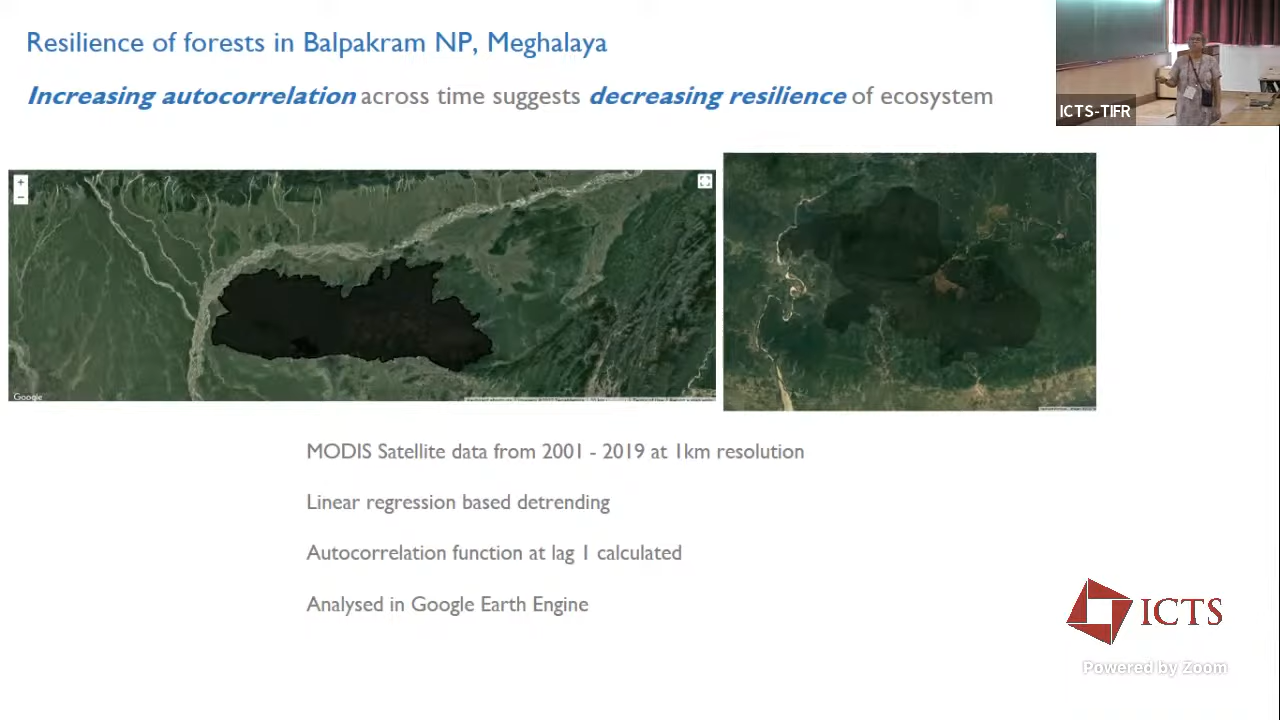 Resilience of forests in Balpakram NP, Meghalaya
Increasing autocorrelation across time suggests decreasing resilience of ecosystem
ICTS-TIFR
+
−
Google
MODIS Satellite data from 2001 - 2019 at 1km resolution
Linear regression based detrending
Autocorrelation function at lag 1 calculated
Analysed in Google Earth Engine
ICTS
Powered by Zoom